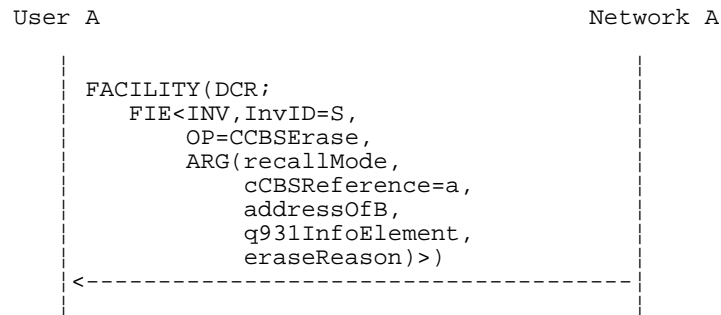 User A Network A
FACILITY(DCR;
FIE<INV,InvID=S,
OP=CCBSErase,
ARG(recallMode,
cCBSReference=a,
addressOfB,
q931InfoElement,
eraseReason)>)